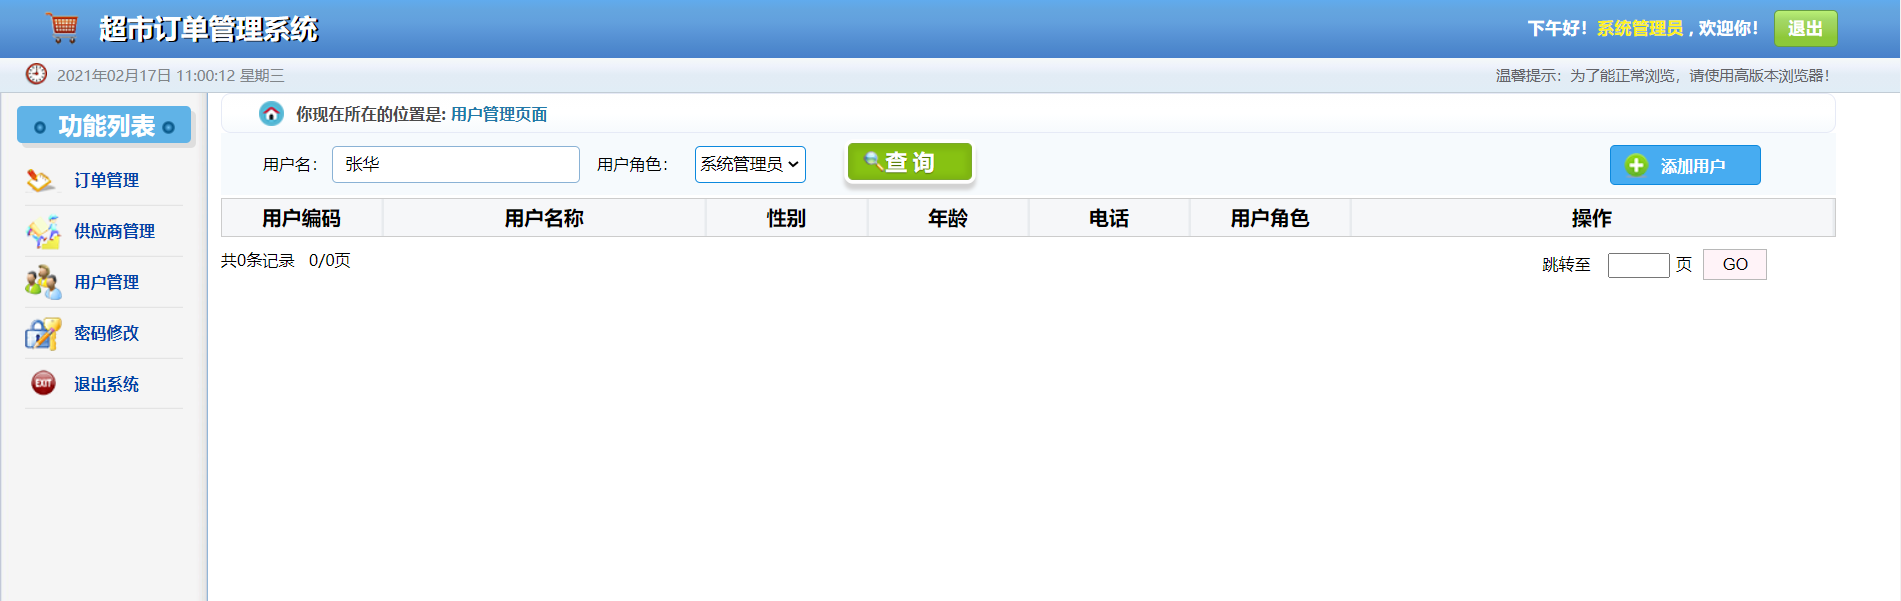 超市订单管理系统
下午好！系统管理员，欢迎你！ 退出
2021年02月17日 11:00:12 星期三
温馨提示：为了能正常浏览，请使用高版本浏览器！
功能列表
订单管理
供应商管理
用户管理
密码修改
EXIT 退出系统
你现在所在的位置是: 用户管理页面
用户名： 张华 用户角色： 系统管理员 查 询 添加用户
用户编码 用户名称 性别 年龄 电话 用户角色 操作
共0条记录 0/0页
跳转至 页 GO